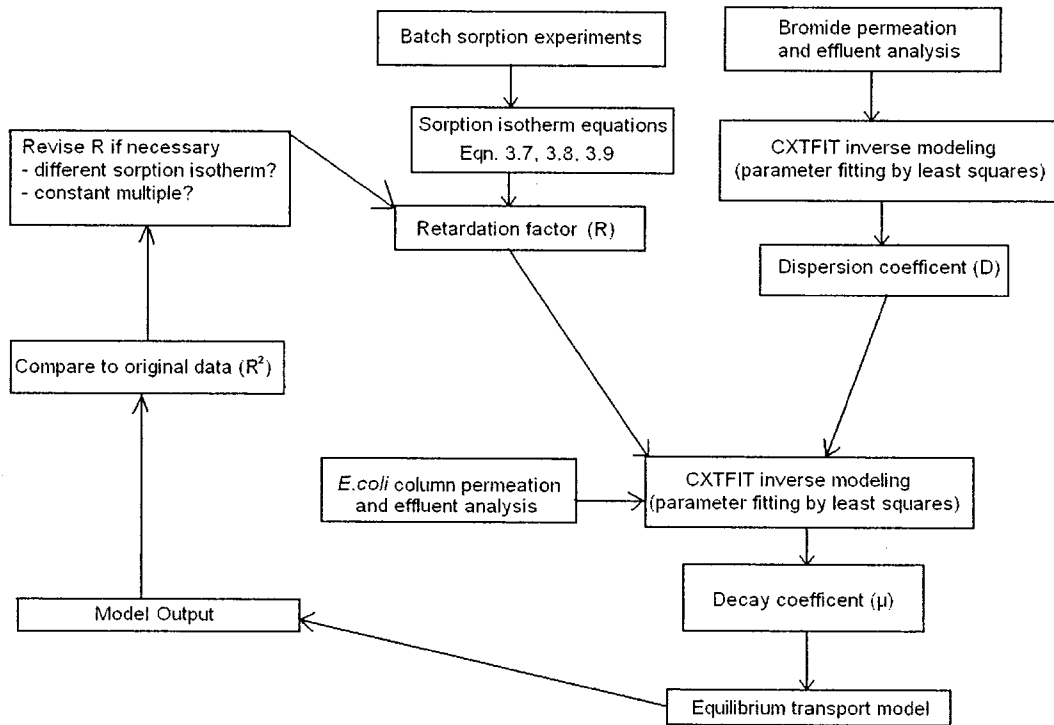 Batch sorption experiments
Bromide permeation
and effluent analysis
Sorption isotherm equations
Eqn. 3.7, 3.8, 3.9
CXTFIT inverse modeling
(parameter fitting by least squares)
Revise R if necessary
- different sorption isotherm?
- constant multiple?
Retardation factor (R)
Dispersion coefficent (D)
Compare to original data (R²)
E.coli column permeation
and effluent analysis
CXTFIT inverse modeling
(parameter fitting by least squares)
Decay coefficent (μ)
Model Output
Equilibrium transport model